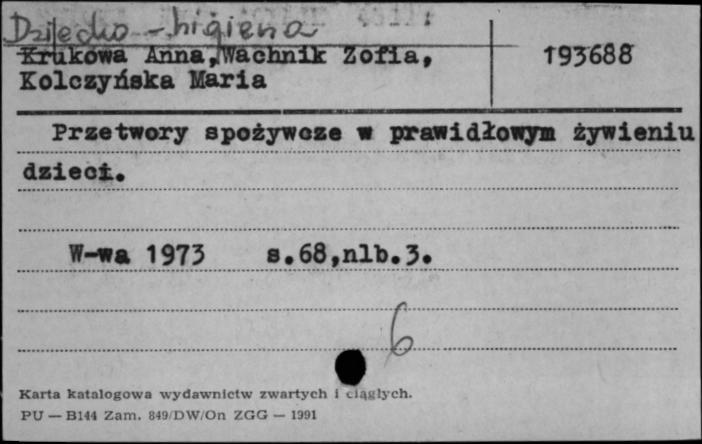 Dziecko - higiena
Krukowa Anna, Wachnik Zofia, 193688
Kolczyńska Maria
Przetwory spożywcze w prawidłowym żywieniu
dzieci.
W-wa 1973 s.68,nlb.3.
6
Karta katalogowa wydawnictw zwartych i ciągłych.
PU — B144 Zam. 849/DW/On ZGG — 1991